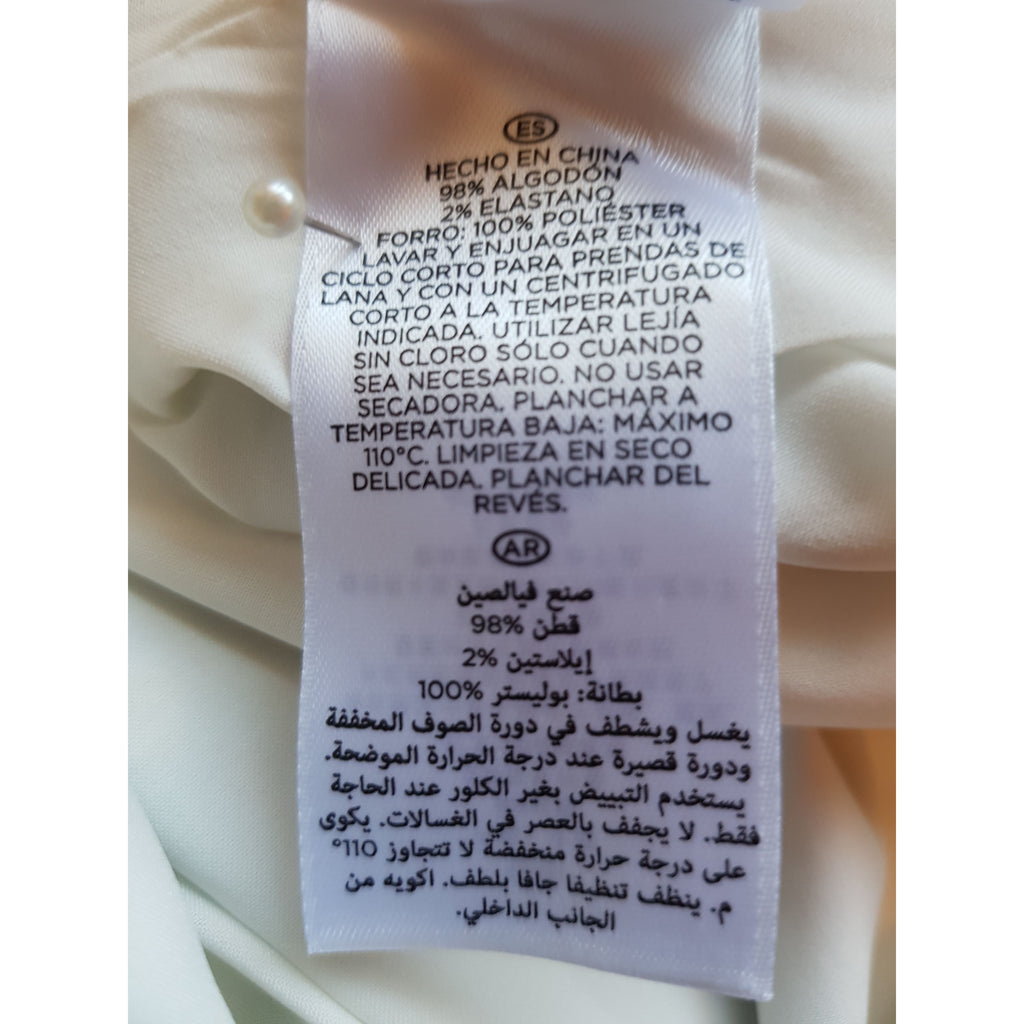 ES
HECHO EN CHINA
98% ALGODÓN
2% ELASTANO
FORRO: 100% POLIÉSTER
LAVAR Y ENJUAGAR EN UN
CICLO CORTO PARA PRENDAS DE
LANA Y CON UN CENTRIFUGADO
CORTO A LA TEMPERATURA
INDICADA. UTILIZAR LEJÍA
SIN CLORO SÓLO CUANDO
SEA NECESARIO. NO USAR
SECADORA. PLANCHAR A
TEMPERATURA BAJA: MÁXIMO
110°C. LIMPIEZA EN SECO
DELICADA. PLANCHAR DEL
REVÉS.
AR
صنع فيالصين
قطن 98%
إيلاستين 2%
بطانة: بوليستر 100%
يغسل ويشطف في دورة الصوف المخففة
ودورة قصيرة عند درجة الحرارة الموضحة.
يستخدم التبييض بغير الكلور عند الحاجة
فقط. لا يجفف بالعصر في الغسالات. يكوى
على درجة حرارة منخفضة لا تتجاوز 110°
م. ينظف تنظيفا جافا بلطف. اكويه من
الجانب الداخلي.